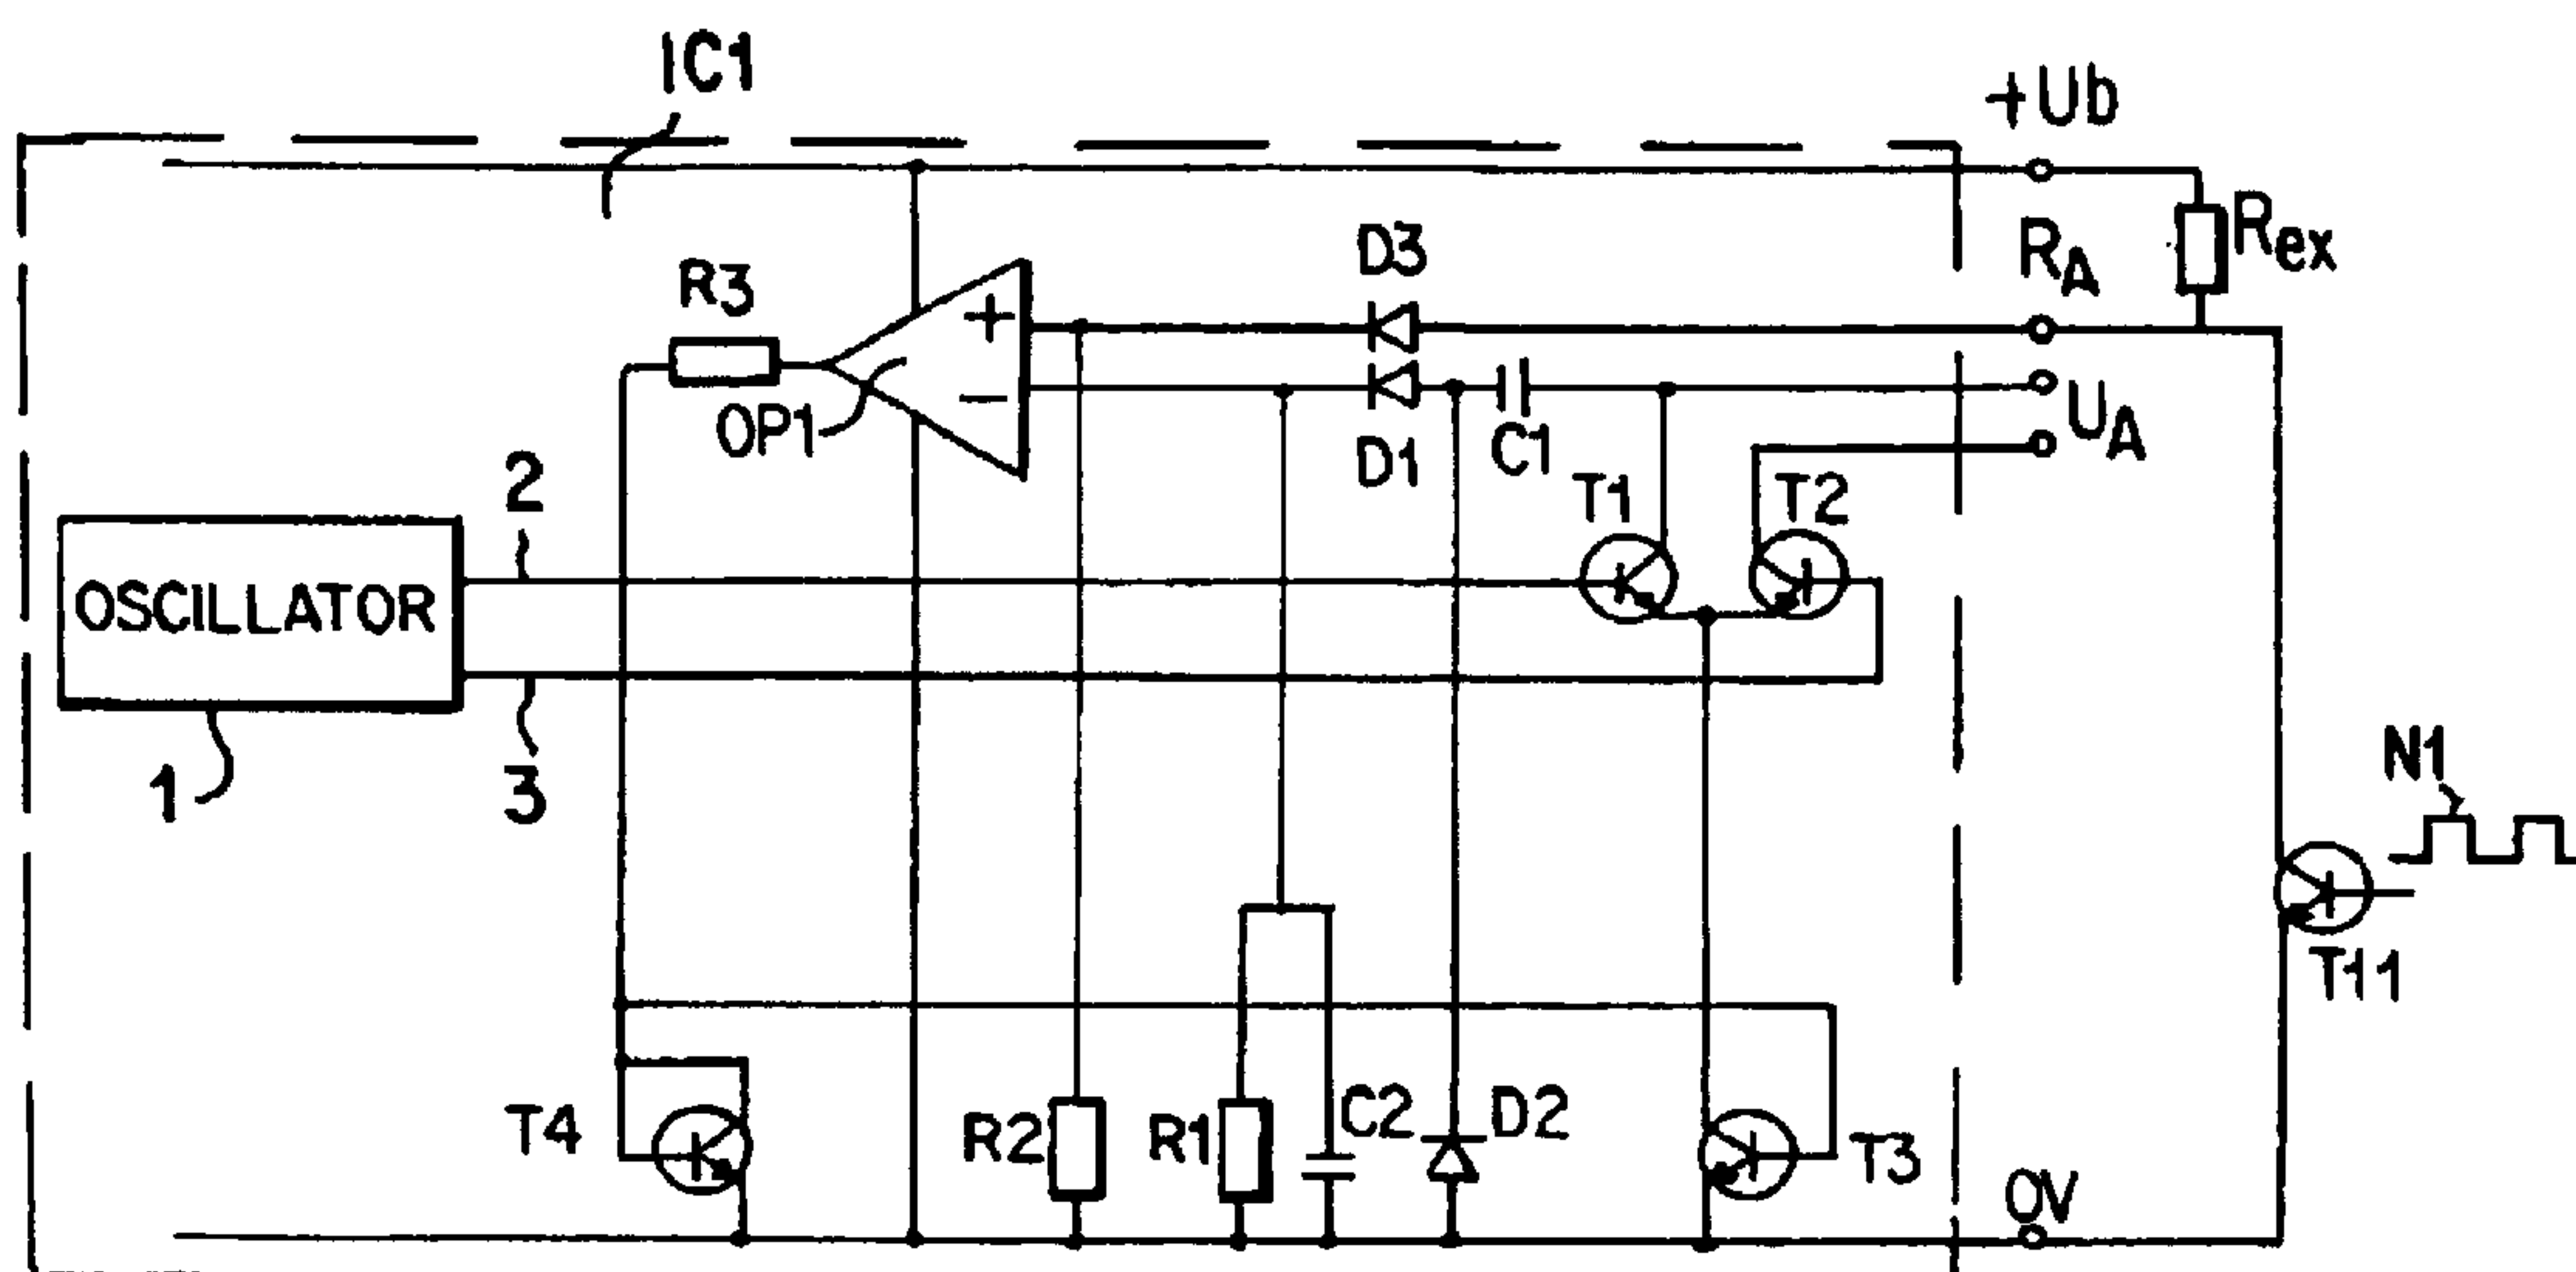 IC1
+Ub
R3
D3
RA
Rex
+
−
OP1
D1
C1
UA
2
T1
T2
OSCILLATOR
1
3
N1
T11
T4
R2
R1
C2
D2
T3
0V